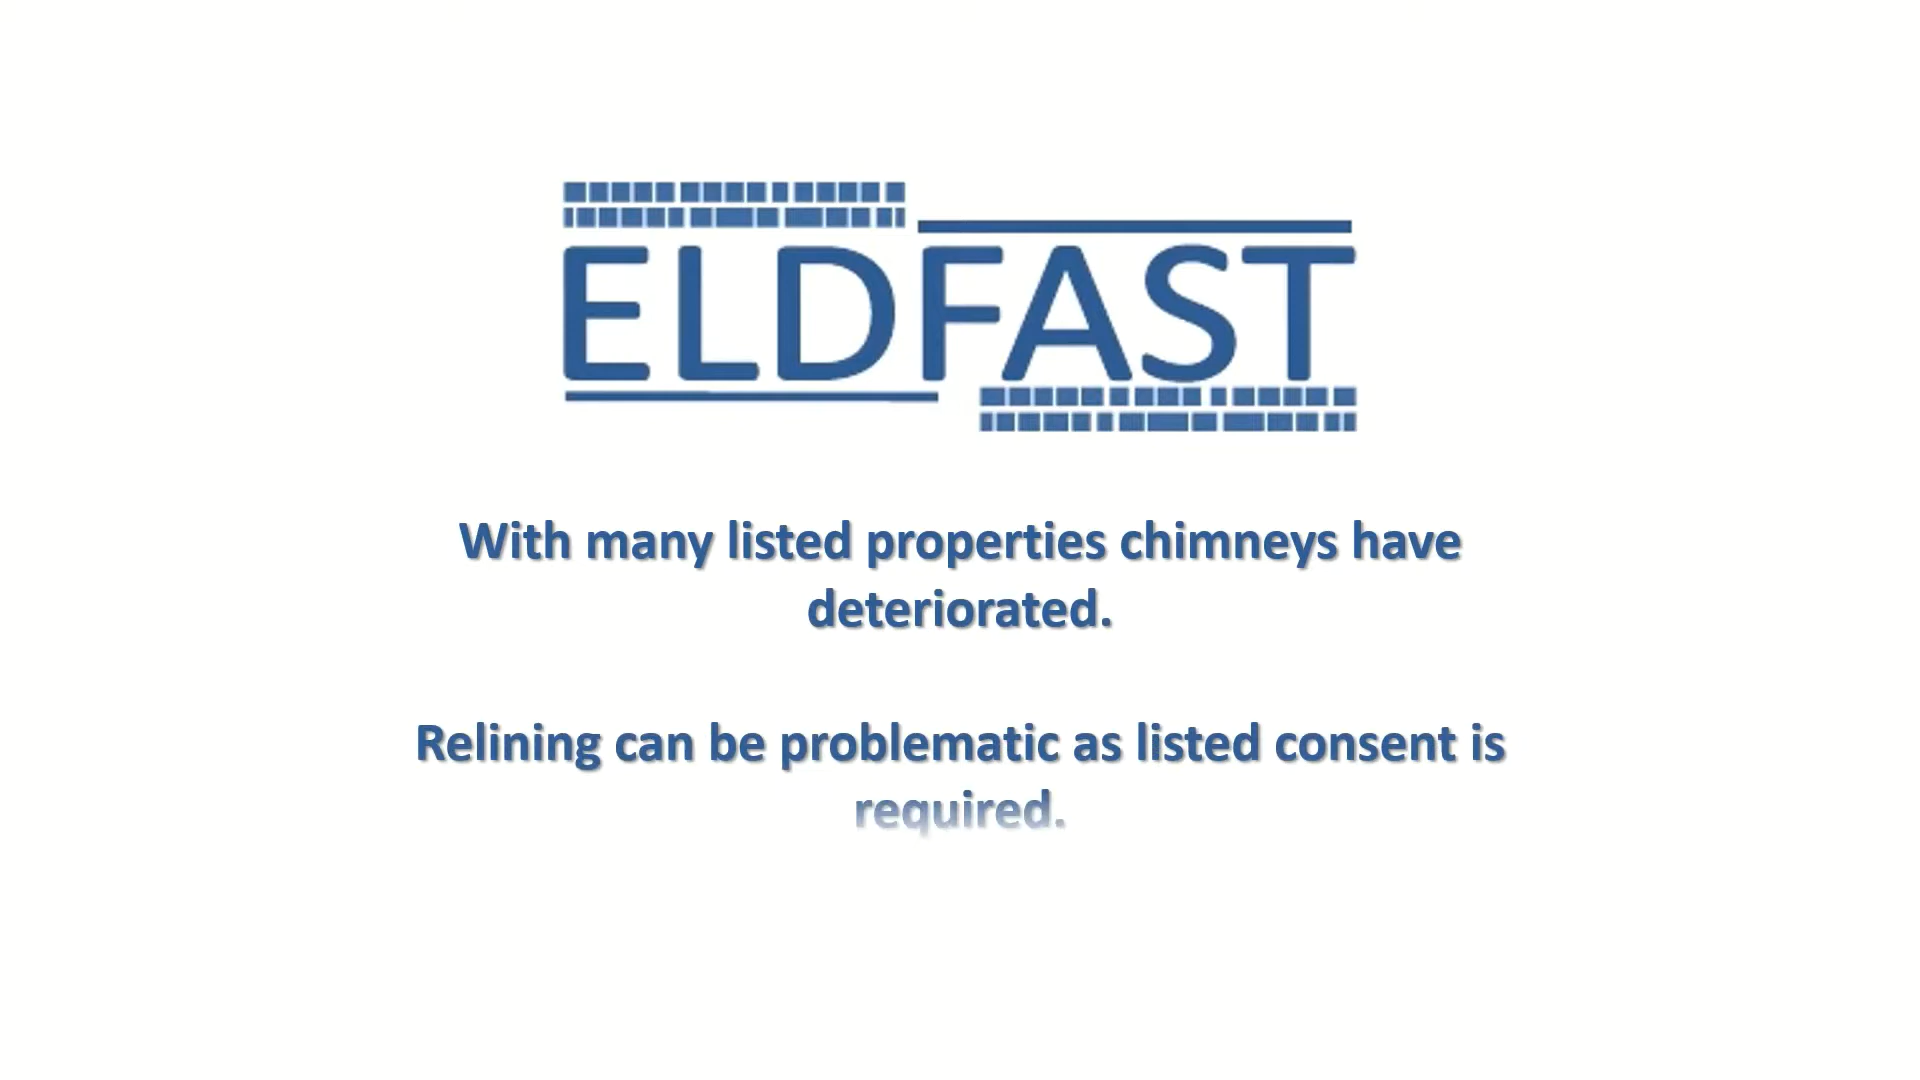 ELDFAST
With many listed properties chimneys have
deteriorated.
Relining can be problematic as listed consent is
required.